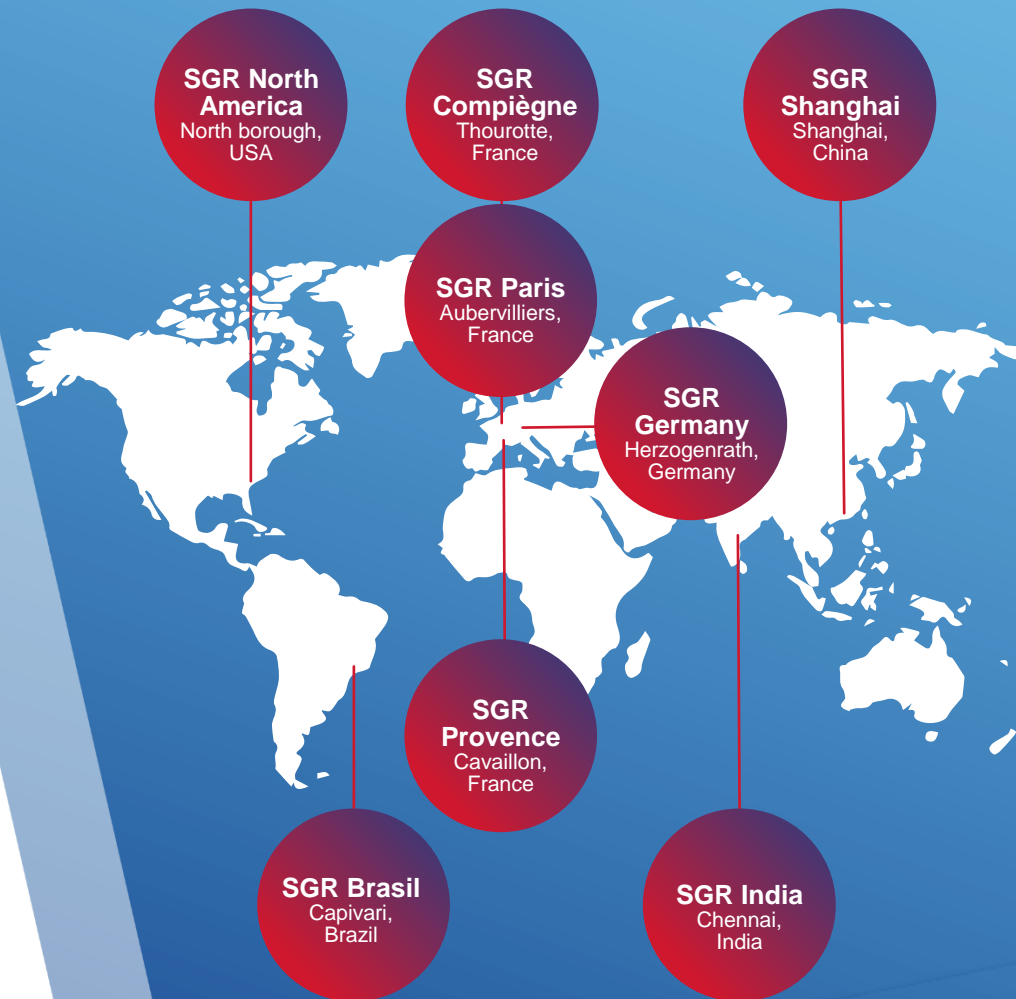 SGR North
America
North borough,
USA
SGR
Compiègne
Thourotte,
France
SGR
Shanghai
Shanghai,
China
SGR Paris
Aubervilliers,
France
SGR
Germany
Herzogenrath,
Germany
SGR
Provence
Cavaillon,
France
SGR Brasil
Capivari,
Brazil
SGR India
Chennai,
India